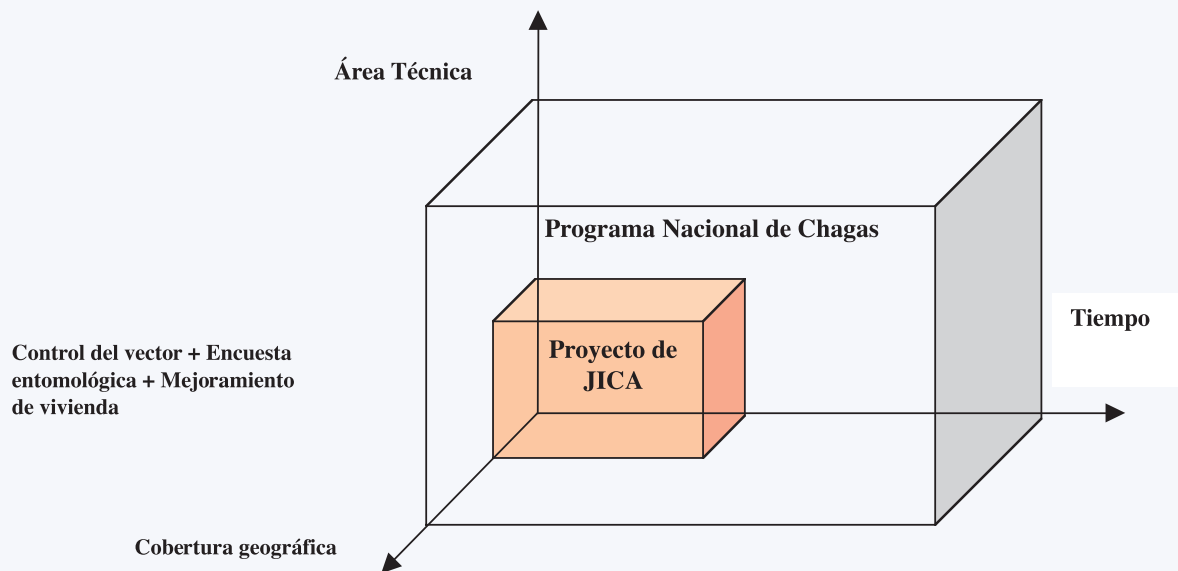 Área Técnica
Programa Nacional de Chagas
Tiempo
Proyecto de
JICA
Control del vector + Encuesta
entomológica + Mejoramiento
de vivienda
Cobertura geográfica